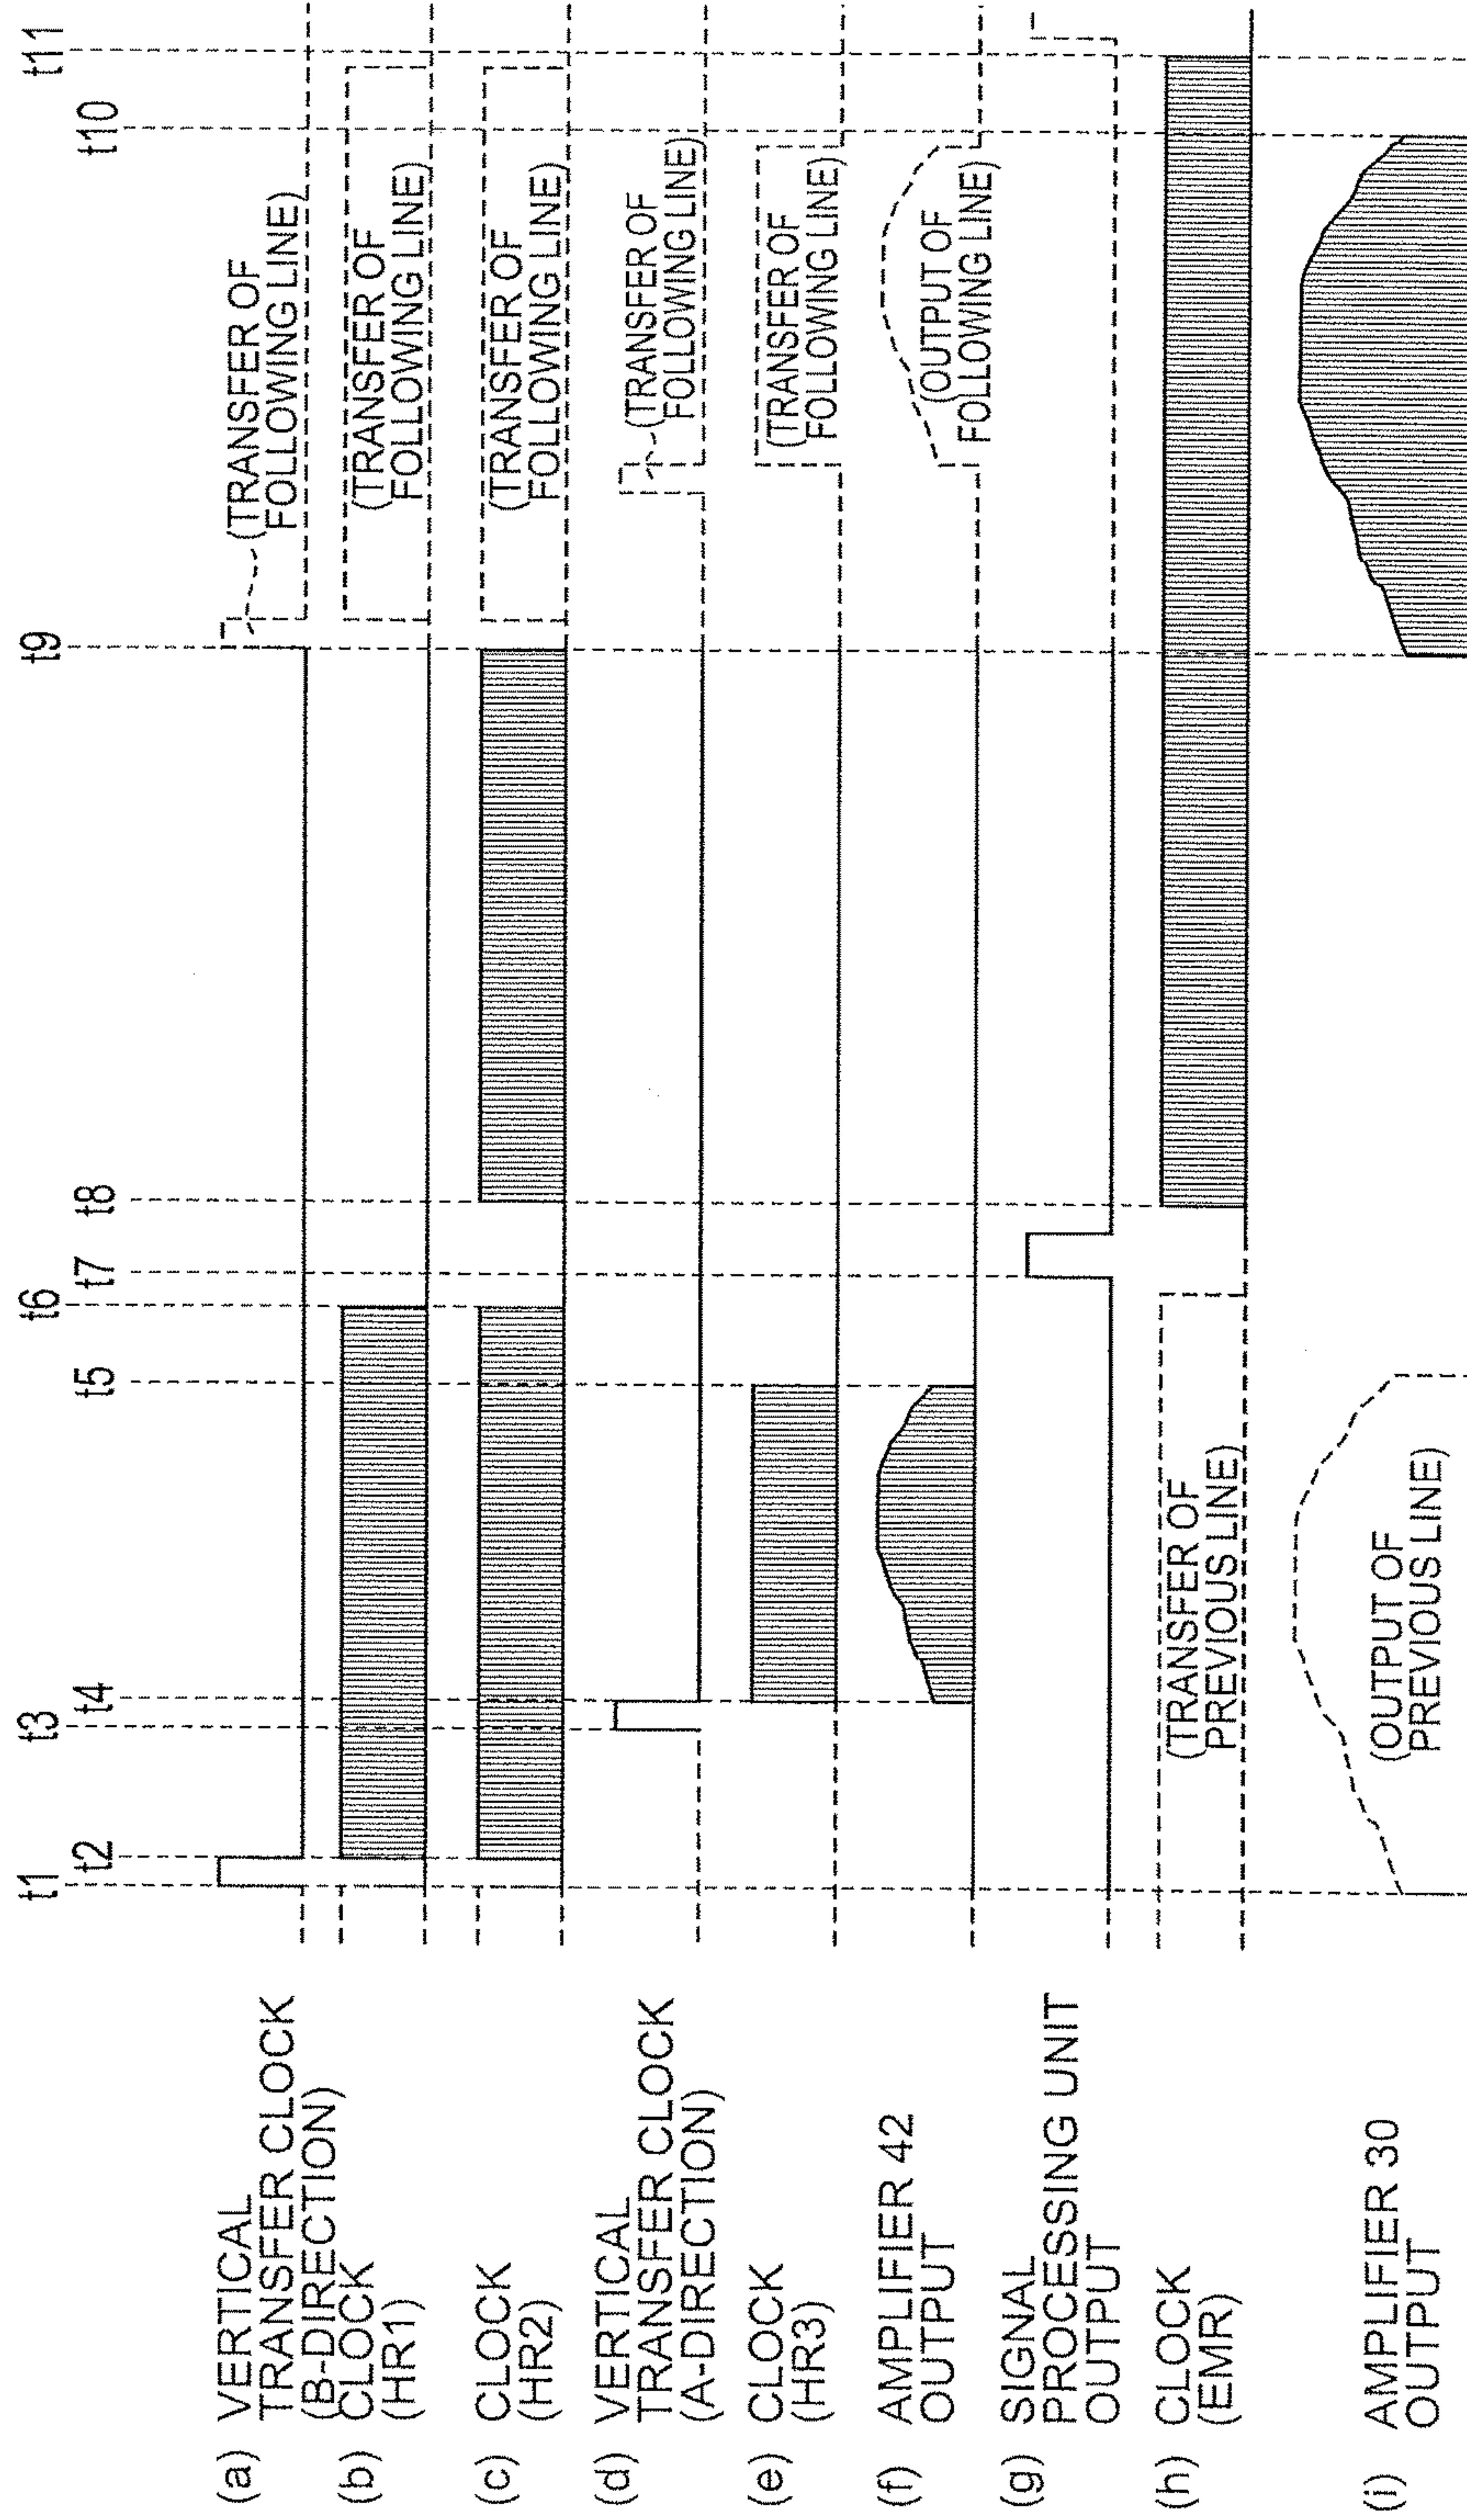 t1
t2
t3
t4
t5
t6
t7
t8
t9
t10
t11
(a) VERTICAL
TRANSFER CLOCK
(B-DIRECTION)
(TRANSFER OF
FOLLOWING LINE)
(b) CLOCK
(HR1)
(TRANSFER OF
FOLLOWING LINE)
(c) CLOCK
(HR2)
(TRANSFER OF
FOLLOWING LINE)
(d) VERTICAL
TRANSFER CLOCK
(A-DIRECTION)
(TRANSFER OF
FOLLOWING LINE)
(e) CLOCK
(HR3)
(TRANSFER OF
FOLLOWING LINE)
(f) AMPLIFIER 42
OUTPUT
(OUTPUT OF
FOLLOWING LINE)
(g) SIGNAL
PROCESSING UNIT
OUTPUT
(h) CLOCK
(EMR)
(TRANSFER OF
PREVIOUS LINE)
(i) AMPLIFIER 30
OUTPUT
(OUTPUT OF
PREVIOUS LINE)